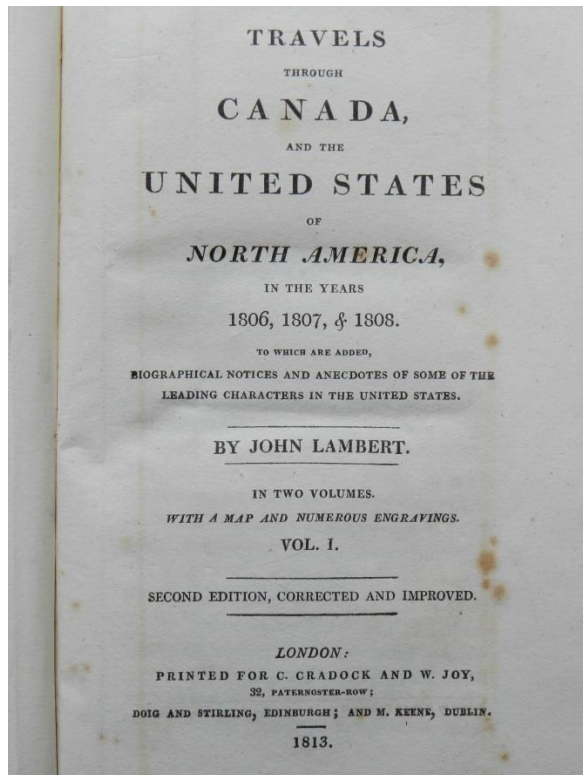 TRAVELS
THROUGH
CANADA,
AND THE
UNITED STATES
OF
NORTH AMERICA,
IN THE YEARS
1806, 1807, & 1808.
TO WHICH ARE ADDED,
BIOGRAPHICAL NOTICES AND ANECDOTES OF SOME OF THE
LEADING CHARACTERS IN THE UNITED STATES.
BY JOHN LAMBERT.
IN TWO VOLUMES.
WITH A MAP AND NUMEROUS ENGRAVINGS.
VOL. I.
SECOND EDITION, CORRECTED AND IMPROVED.
LONDON:
PRINTED FOR C. CRADOCK AND W. JOY,
32, PATERNOSTER-ROW;
DOIG AND STIRLING, EDINBURGH; AND M. KEENE, DUBLIN.
1813.